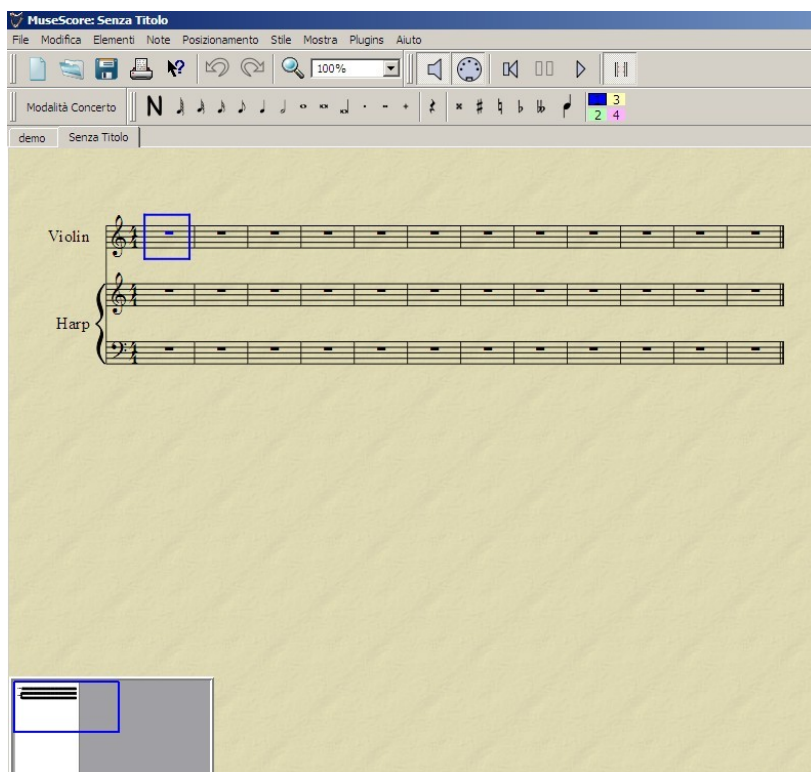 MuseScore: Senza Titolo
File Modifica Elementi Note Posizionamento Stile Mostra Plugins Aiuto
100%
Modalità Concerto N 3
2 4
demo Senza Titolo
Violin
Harp